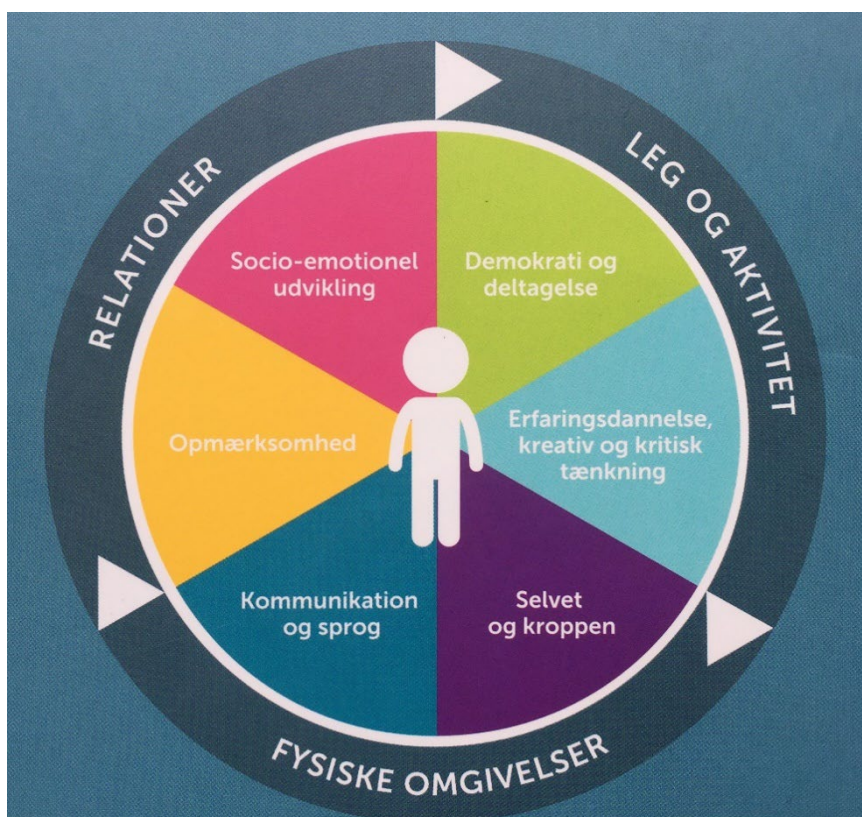 RELATIONER
LEG OG AKTIVITET
Socio-emotionel
udvikling
Demokrati og
deltagelse
Opmærksomhed
Erfaringsdannelse,
kreativ og kritisk
tænkning
Kommunikation
og sprog
Selvet
og kroppen
FYSISKE OMGIVELSER